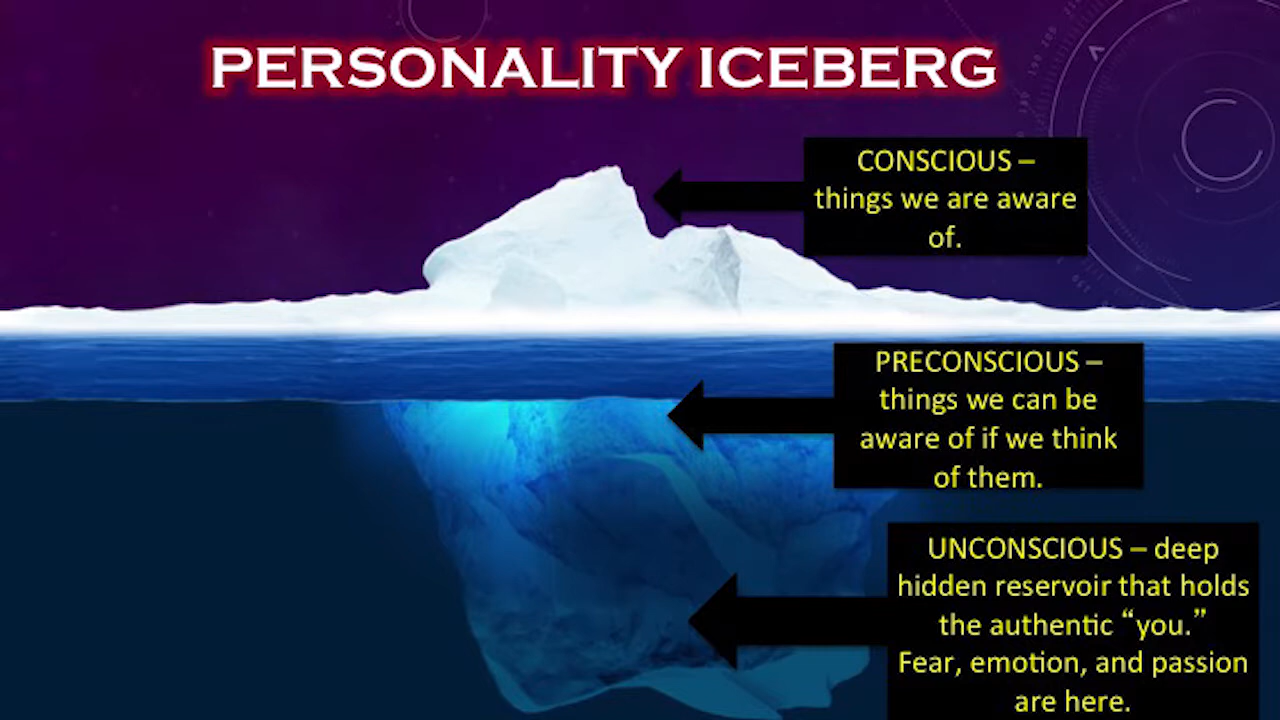 PERSONALITY ICEBERG
CONSCIOUS –
things we are aware
of.
PRECONSCIOUS –
things we can be
aware of if we think
of them.
UNCONSCIOUS – deep
hidden reservoir that holds
the authentic “you.”
Fear, emotion, and passion
are here.